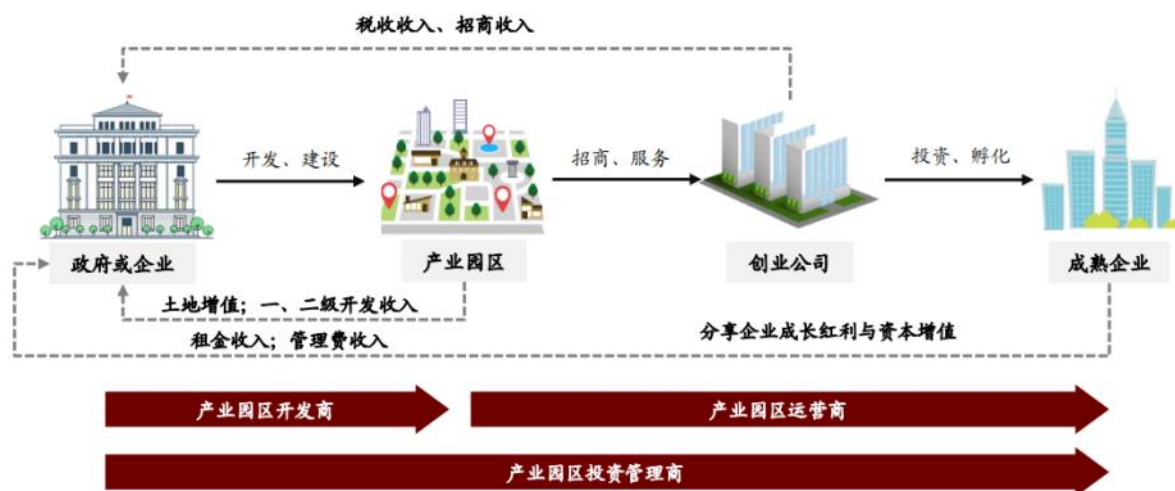 税收收入、招商收入
开发、建设
招商、服务
投资、孵化
政府或企业
产业园区
创业公司
成熟企业
土地增值；一、二级开发收入
租金收入；管理费收入
分享企业成长红利与资本增值
产业园区开发商
产业园区运营商
产业园区投资管理商